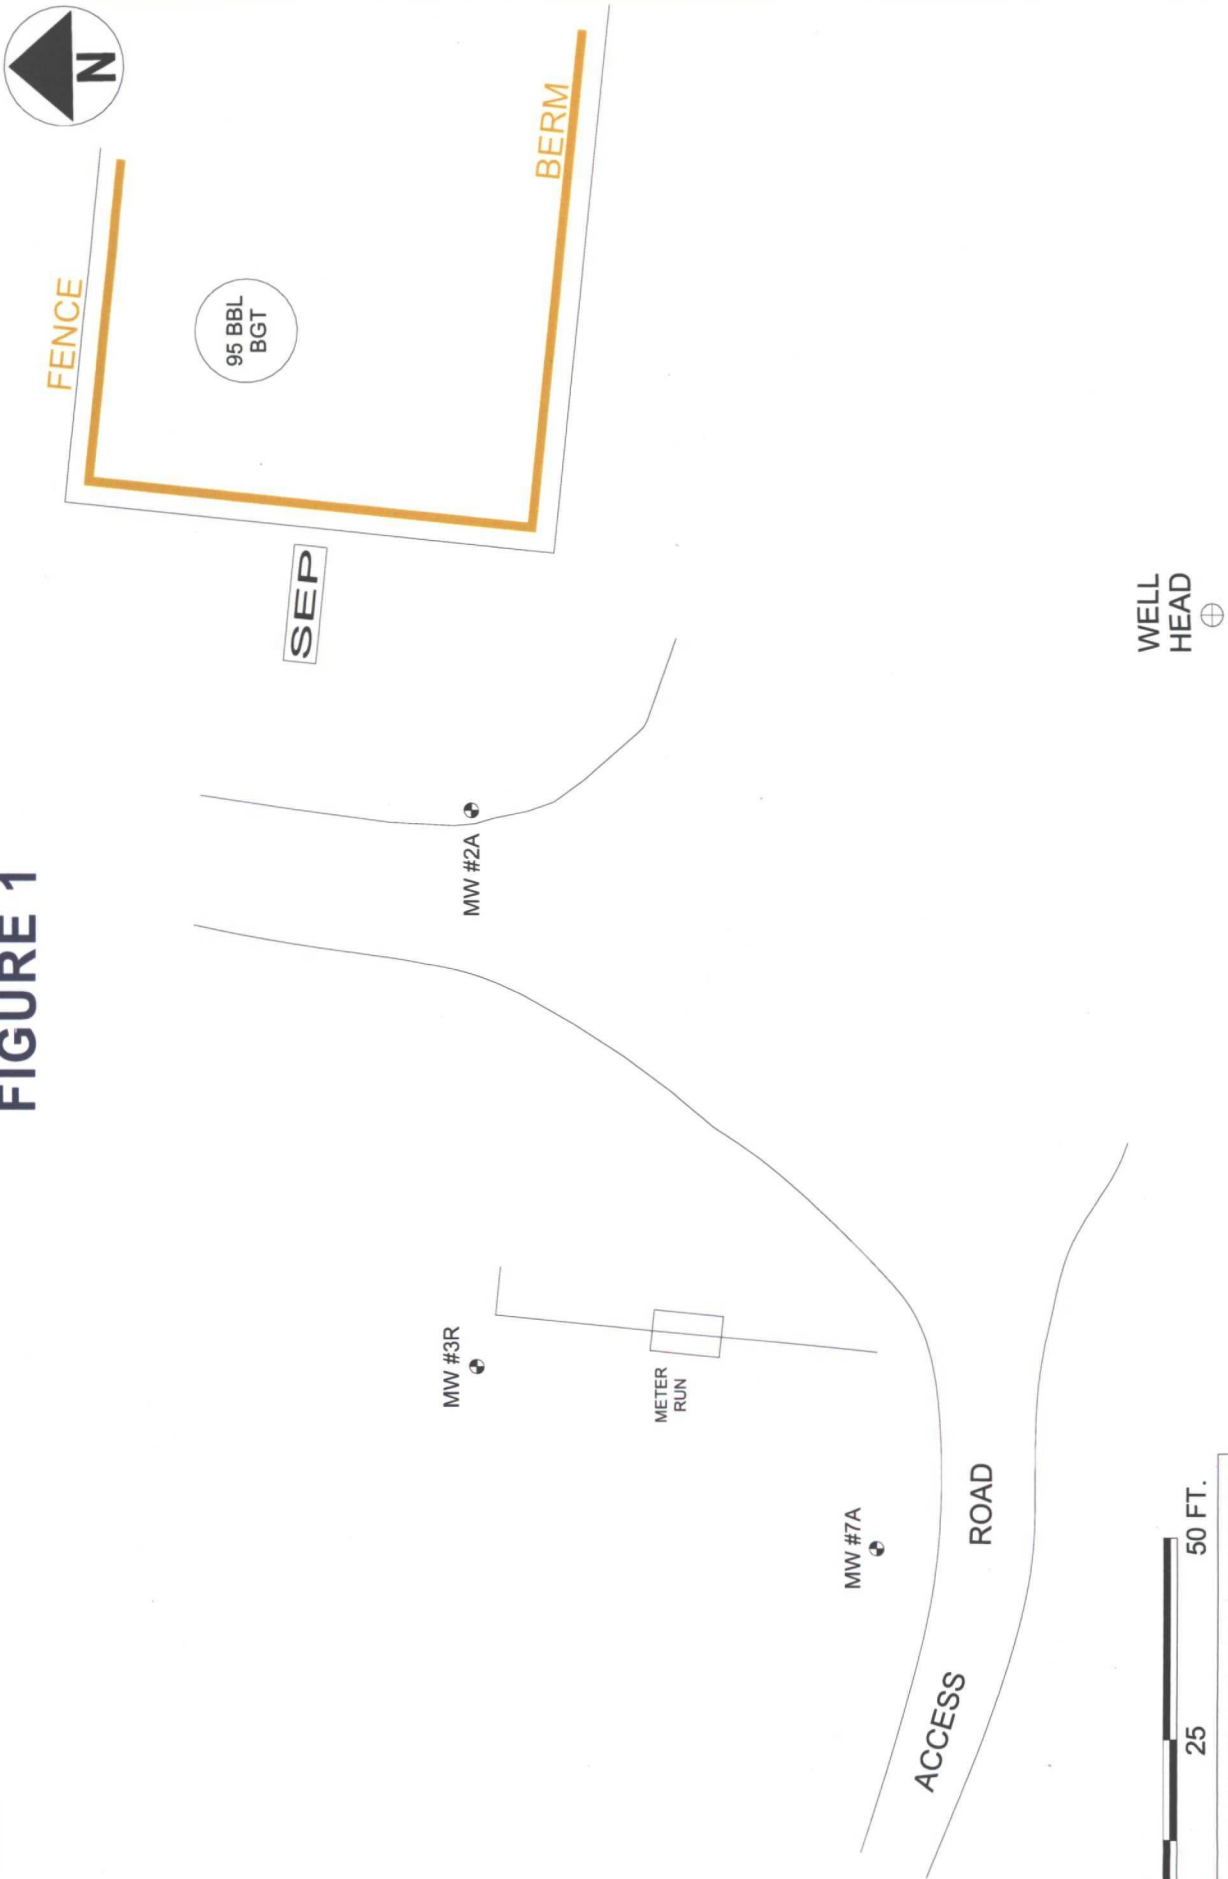 FIGURE 1
N
FENCE
95 BBL
BGT
BERM
SEP
MW #2A
MW #3R
METER
RUN
MW #7A
WELL
HEAD
ACCESS
ROAD
25
50 FT.